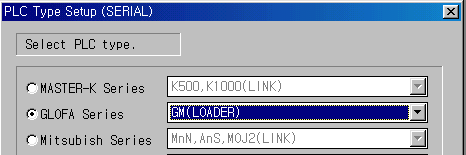 PLC Type Setup (SERIAL)
Select PLC type.
MASTER-K Series K500,K1000(LINK)
GLOFA Series GM(LOADER)
Mitsubish Series MnN,AnS,MOJ2(LINK)